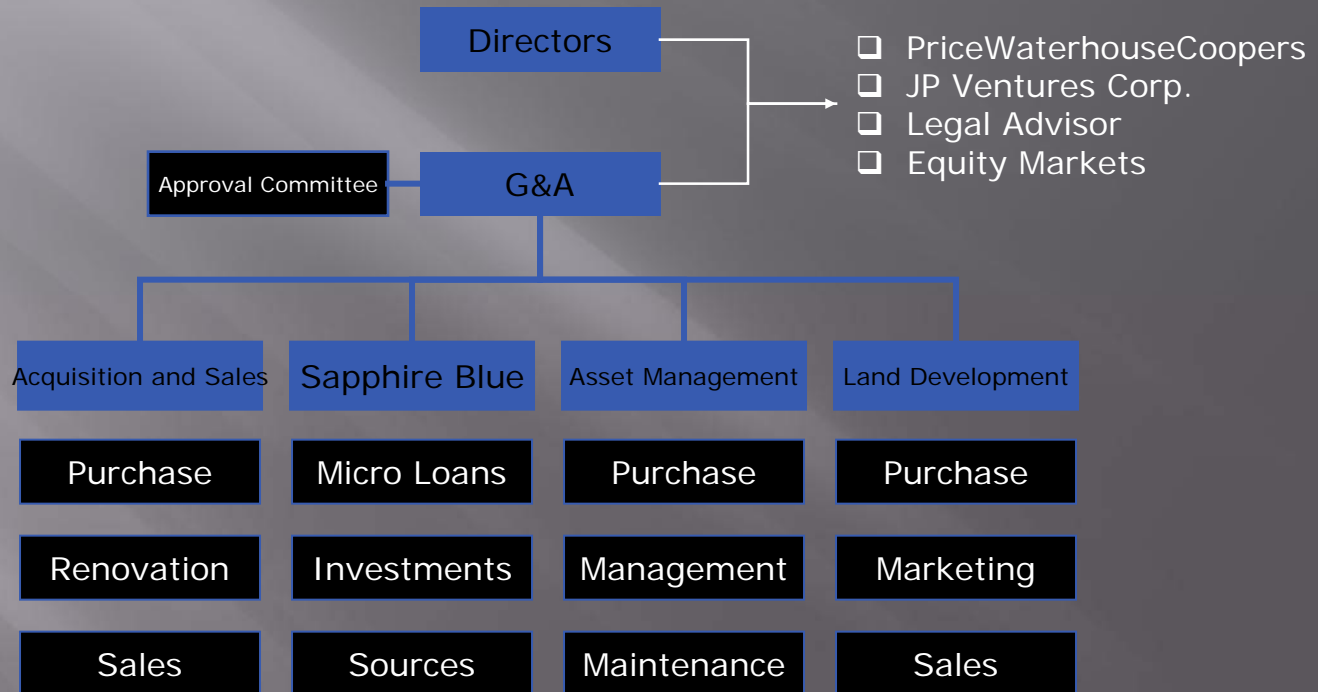 Directors
❑ PriceWaterhouseCoopers
❑ JP Ventures Corp.
❑ Legal Advisor
❑ Equity Markets
Approval Committee
G&A
Acquisition and Sales
Sapphire Blue
Asset Management
Land Development
Purchase
Micro Loans
Purchase
Purchase
Renovation
Investments
Management
Marketing
Sales
Sources
Maintenance
Sales